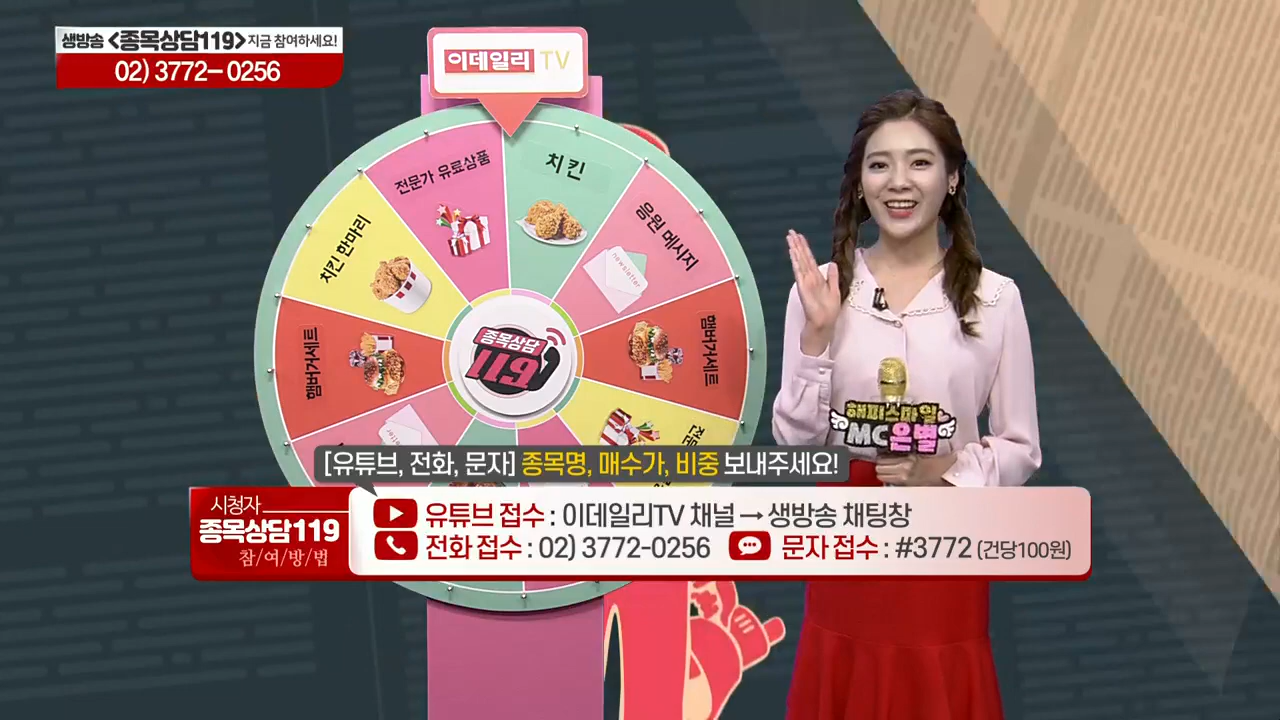 생방송 <종목상담119> 지금 참여하세요!
02) 3772-0256
이데일리 TV
전문가 유료상품
치킨
치킨 한마리
응원 메시지
newsletter
햄버거세트
햄버거세트
종목상담
119
해피스마일
MC은별
[유튜브, 전화, 문자] 종목명, 매수가, 비중 보내주세요!
시청자
종목상담119
참/여/방/법
유튜브 접수 : 이데일리TV 채널 → 생방송 채팅창
전화 접수 : 02) 3772-0256
문자 접수 : #3772 (건당100원)